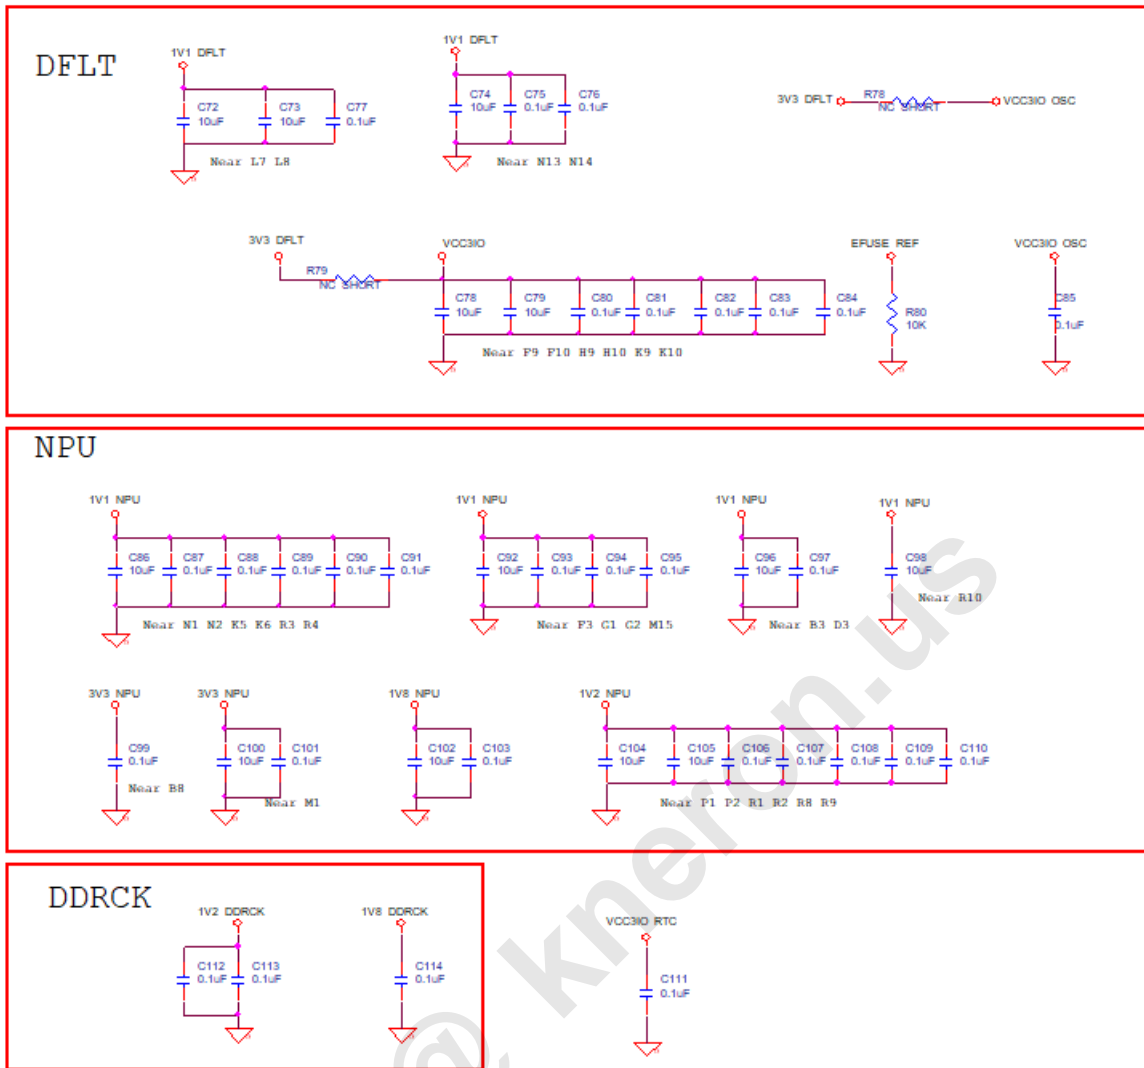 DFLT
1V1 DFLT
C72
10uF
C73
10uF
C77
0.1uF
Near L7 L8
1V1 DFLT
C74
10uF
C75
0.1uF
C76
0.1uF
Near N13 N14
3V3 DFLT
R78
NC SHORT
VCC3IO OSC
3V3 DFLT
R79
NC SHORT
VCC3IO
C78
10uF
C79
10uF
C80
0.1uF
C81
0.1uF
C82
0.1uF
C83
0.1uF
C84
0.1uF
Near F9 F10 H9 H10 K9 K10
EFUSE REF
R80
10K
VCC3IO OSC
C85
0.1uF
NPU
1V1 NPU
C86
10uF
C87
0.1uF
C88
0.1uF
C89
0.1uF
C90
0.1uF
C91
0.1uF
Near N1 N2 K5 K6 R3 R4
1V1 NPU
C92
10uF
C93
0.1uF
C94
0.1uF
C95
0.1uF
Near F3 G1 G2 M15
1V1 NPU
C96
10uF
C97
0.1uF
Near B3 D3
1V1 NPU
C98
10uF
Near R10
3V3 NPU
C99
0.1uF
Near B8
3V3 NPU
C100
10uF
C101
0.1uF
Near M1
1V8 NPU
C102
10uF
C103
0.1uF
1V2 NPU
C104
10uF
C105
10uF
C106
0.1uF
C107
0.1uF
C108
0.1uF
C109
0.1uF
C110
0.1uF
Near P1 P2 R1 R2 R8 R9
DDRCK
1V2 DDRCK
C112
0.1uF
C113
0.1uF
1V8 DDRCK
C114
0.1uF
VCC3IO RTC
C111
0.1uF
@ kneron.us